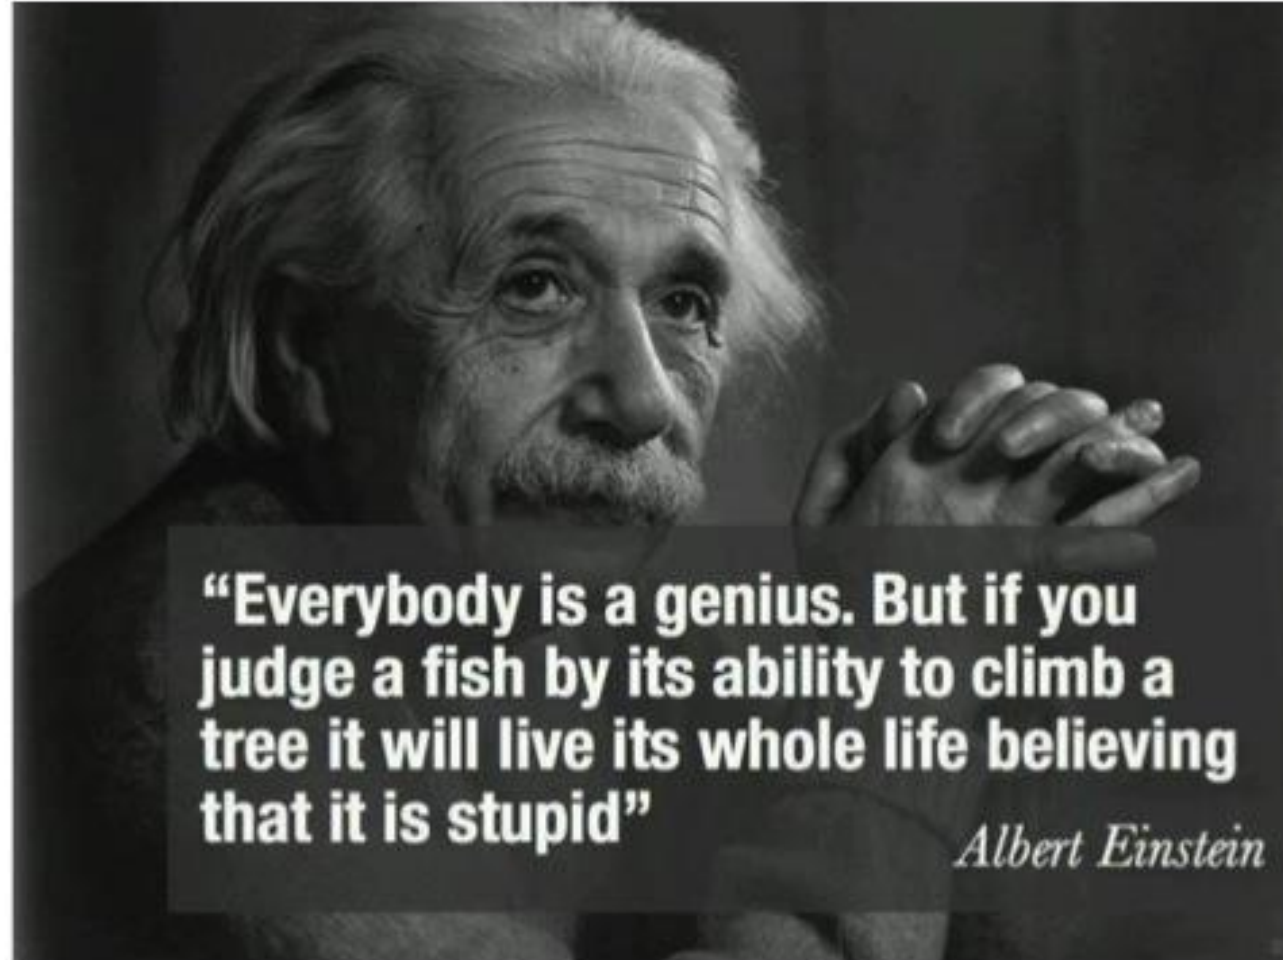 “Everybody is a genius. But if you
judge a fish by its ability to climb a
tree it will live its whole life believing
that it is stupid”
Albert Einstein